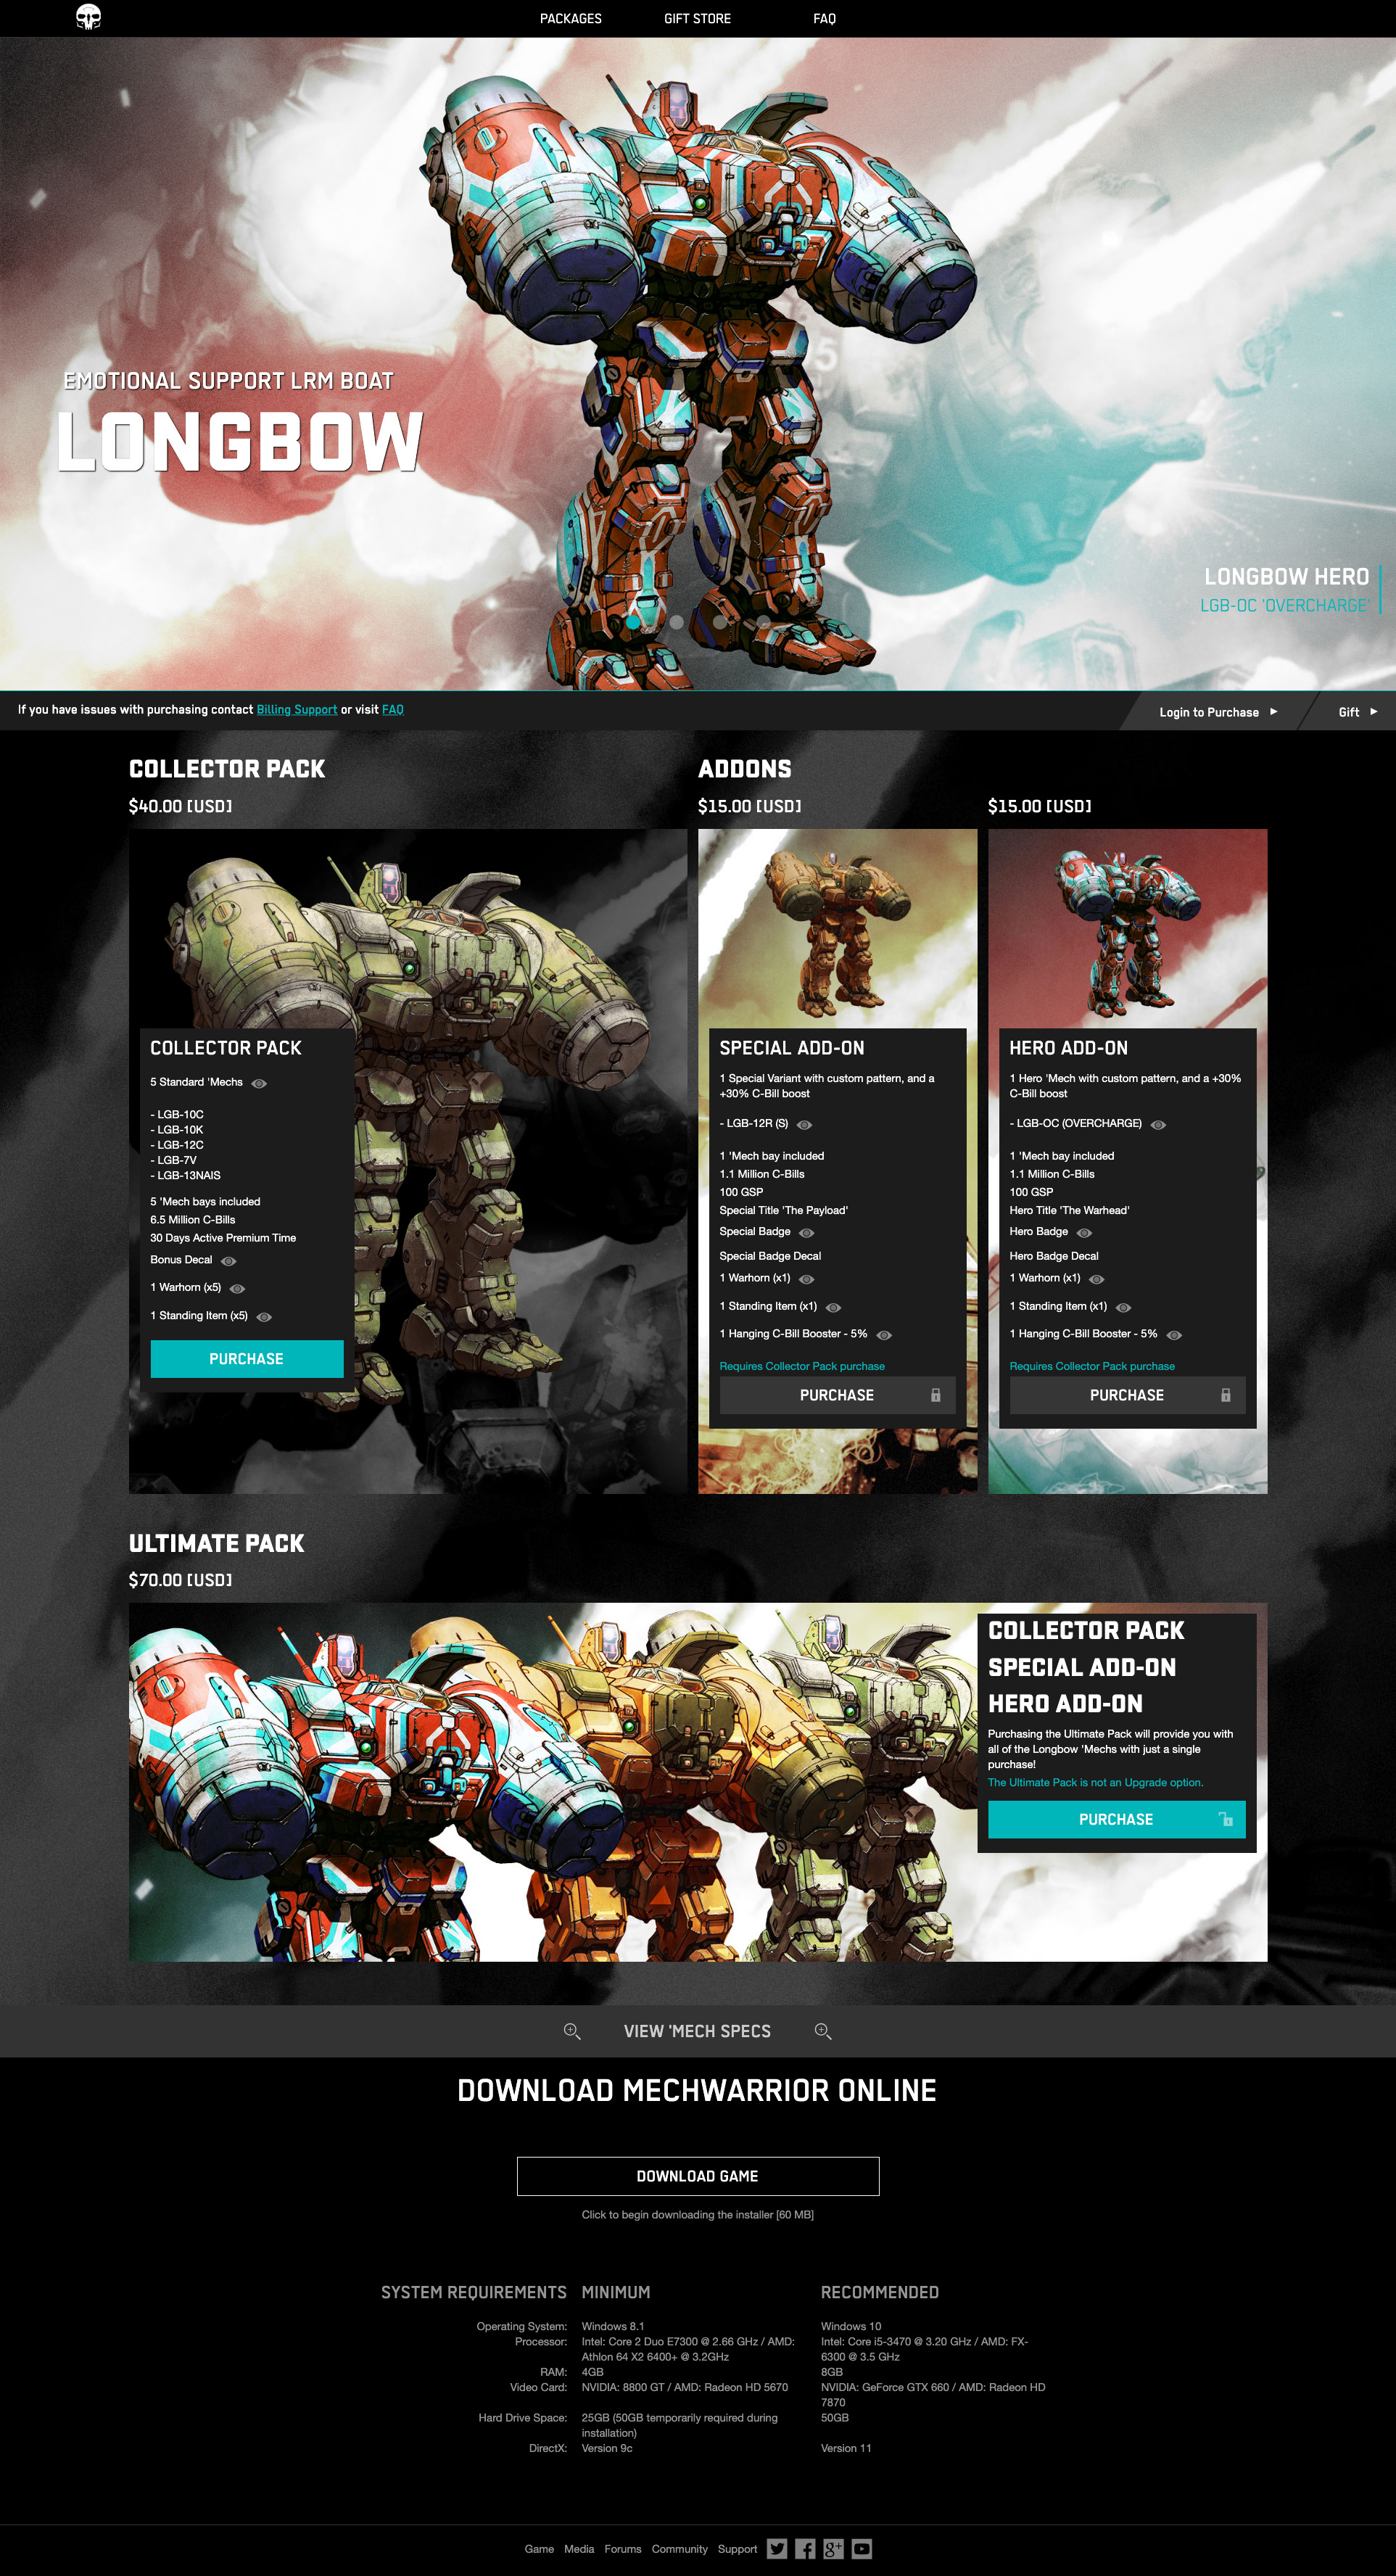 PACKAGES
GIFT STORE
FAQ
EMOTIONAL SUPPORT LRM BOAT
LONGBOW
LONGBOW HERO
LGB-OC 'OVERCHARGE'
If you have issues with purchasing contact Billing Support or visit FAQ
Login to Purchase
Gift
COLLECTOR PACK
$40.00 [USD]
COLLECTOR PACK
5 Standard 'Mechs
- LGB-10C
- LGB-10K
- LGB-12C
- LGB-7V
- LGB-13NAIS
5 'Mech bays included
6.5 Million C-Bills
30 Days Active Premium Time
Bonus Decal
1 Warhorn (x5)
1 Standing Item (x5)
PURCHASE
ADDONS
$15.00 [USD]
SPECIAL ADD-ON
1 Special Variant with custom pattern, and a
+30% C-Bill boost
- LGB-12R (S)
1 'Mech bay included
1.1 Million C-Bills
100 GSP
Special Title 'The Payload'
Special Badge
Special Badge Decal
1 Warhorn (x1)
1 Standing Item (x1)
1 Hanging C-Bill Booster - 5%
Requires Collector Pack purchase
PURCHASE
$15.00 [USD]
HERO ADD-ON
1 Hero 'Mech with custom pattern, and a +30%
C-Bill boost
- LGB-OC (OVERCHARGE)
1 'Mech bay included
1.1 Million C-Bills
100 GSP
Hero Title 'The Warhead'
Hero Badge
Hero Badge Decal
1 Warhorn (x1)
1 Standing Item (x1)
1 Hanging C-Bill Booster - 5%
Requires Collector Pack purchase
PURCHASE
ULTIMATE PACK
$70.00 [USD]
COLLECTOR PACK
SPECIAL ADD-ON
HERO ADD-ON
Purchasing the Ultimate Pack will provide you with
all of the Longbow 'Mechs with just a single
purchase!
The Ultimate Pack is not an Upgrade option.
PURCHASE
VIEW 'MECH SPECS
DOWNLOAD MECHWARRIOR ONLINE
DOWNLOAD GAME
Click to begin downloading the installer [60 MB]
SYSTEM REQUIREMENTS MINIMUM RECOMMENDED
Operating System: Windows 8.1 Windows 10
Processor: Intel: Core 2 Duo E7300 @ 2.66 GHz / AMD: Intel: Core i5-3470 @ 3.20 GHz / AMD: FX-
Athlon 64 X2 6400+ @ 3.2GHz 6300 @ 3.5 GHz
RAM: 4GB 8GB
Video Card: NVIDIA: 8800 GT / AMD: Radeon HD 5670 NVIDIA: GeForce GTX 660 / AMD: Radeon HD
7870
Hard Drive Space: 25GB (50GB temporarily required during 50GB
installation)
DirectX: Version 9c Version 11
Game Media Forums Community Support